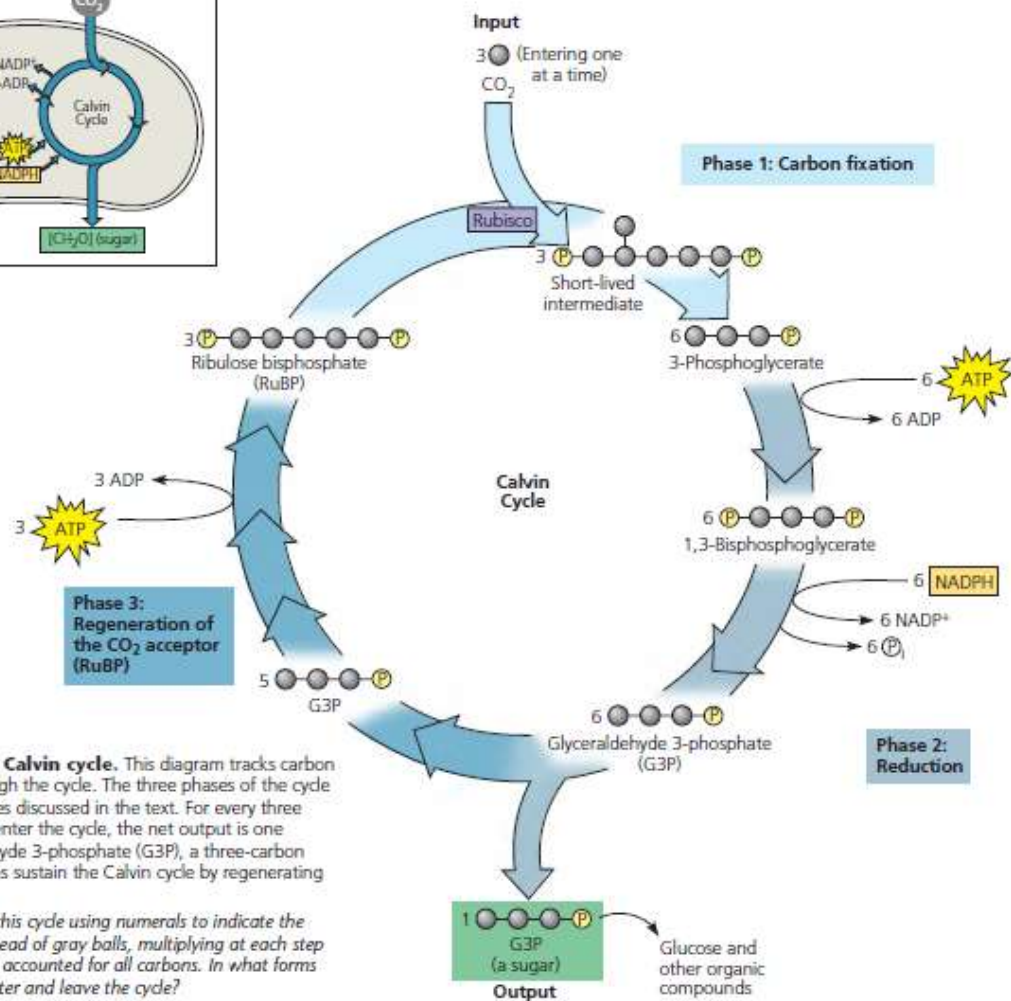 CO2
NADP+
ADP
Calvin
Cycle
ATP
NADPH
[CH2O] (sugar)
Input
3 (Entering one
at a time)
CO2
Phase 1: Carbon fixation
Rubisco
3 P P
Short-lived
intermediate
3 P P
Ribulose bisphosphate
(RuBP)
6 P
3-Phosphoglycerate
6 ATP
6 ADP
3 ADP
3 ATP
Calvin
Cycle
6 P P
1,3-Bisphosphoglycerate
6 NADPH
6 NADP+
6 Pi
Phase 3:
Regeneration of
the CO2 acceptor
(RuBP)
5 P
G3P
6 P
Glyceraldehyde 3-phosphate
(G3P)
Phase 2:
Reduction
Calvin cycle. This diagram tracks carbon
gh the cycle. The three phases of the cycle
es discussed in the text. For every three
enter the cycle, the net output is one
yde 3-phosphate (G3P), a three-carbon
s sustain the Calvin cycle by regenerating
this cycle using numerals to indicate the
ead of gray balls, multiplying at each step
accounted for all carbons. In what forms
ter and leave the cycle?
1 P
G3P
(a sugar)
Output
Glucose and
other organic
compounds